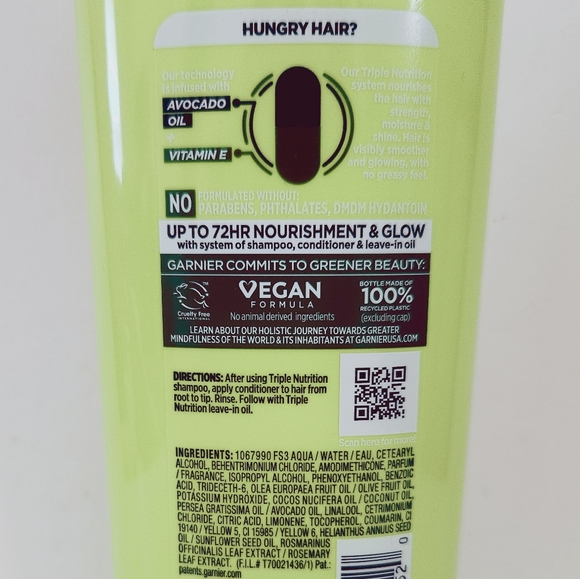 HUNGRY HAIR?
Our technology
is infused with
AVOCADO
OIL
+
VITAMIN E
Our Triple Nutrition
system nourishes
the hair with
strength,
moisture &
shine. Hair is
visibly smoother
and glowing, with
no greasy feel.
NO FORMULATED WITHOUT:
PARABENS, PHTHALATES, DMDM HYDANTOIN
UP TO 72HR NOURISHMENT & GLOW
with system of shampoo, conditioner & leave-in oil
GARNIER COMMITS TO GREENER BEAUTY:
Cruelty Free
INTERNATIONAL
VEGAN
FORMULA
No animal derived ingredients
BOTTLE MADE OF
100%
RECYCLED PLASTIC
(excluding cap)
LEARN ABOUT OUR HOLISTIC JOURNEY TOWARDS GREATER
MINDFULNESS OF THE WORLD & ITS INHABITANTS AT GARNIERUSA.COM
DIRECTIONS: After using Triple Nutrition
shampoo, apply conditioner to hair from
root to tip. Rinse. Follow with Triple
Nutrition leave-in oil.
Scan here for more!
INGREDIENTS: 1067990 FS3 AQUA / WATER / EAU, CETEARYL
ALCOHOL, BEHENTRIMONIUM CHLORIDE, AMODIMETHICONE, PARFUM
/ FRAGRANCE, ISOPROPYL ALCOHOL, PHENOXYETHANOL, BENZOIC
ACID, TRIDECETH-6, OLEA EUROPAEA FRUIT OIL / OLIVE FRUIT OIL,
POTASSIUM HYDROXIDE, COCOS NUCIFERA OIL / COCONUT OIL,
PERSEA GRATISSIMA OIL / AVOCADO OIL, LINALOOL, CETRIMONIUM
CHLORIDE, CITRIC ACID, LIMONENE, TOCOPHEROL, COUMARIN, CI
19140 / YELLOW 5, CI 15985 / YELLOW 6, HELIANTHUS ANNUUS SEED
OIL / SUNFLOWER SEED OIL, ROSMARINUS
OFFICINALIS LEAF EXTRACT / ROSEMARY
LEAF EXTRACT. (F.I.L.# T70021436/1) Pat.:
patents.garnier.com